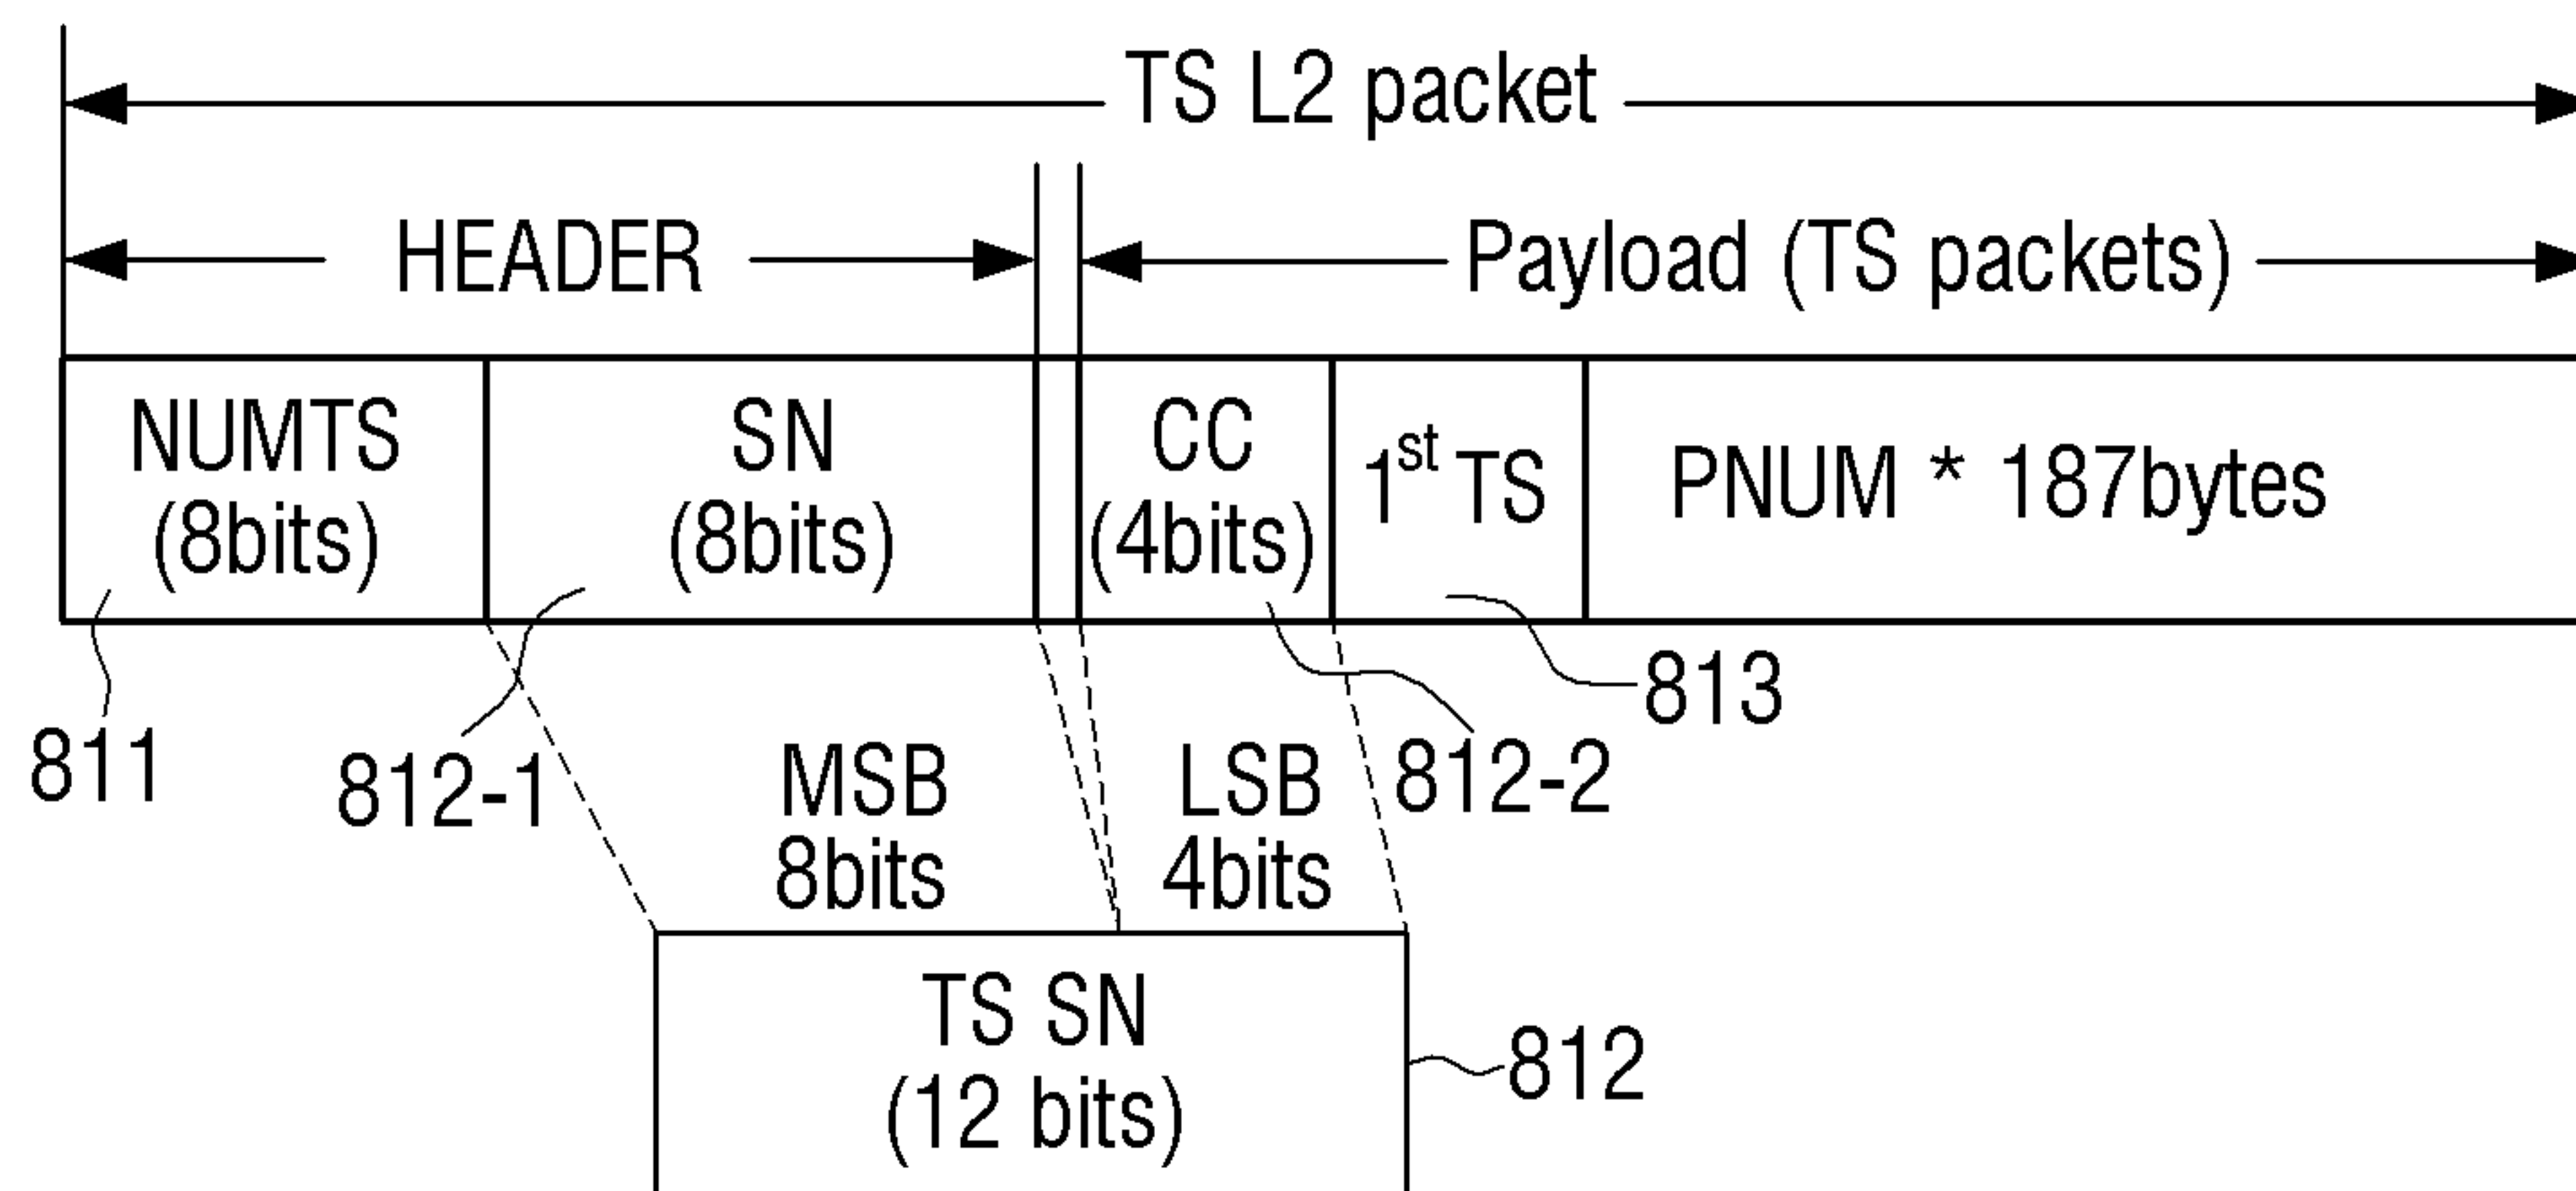 TS L2 packet
HEADER
Payload (TS packets)
NUMTS
(8bits)
SN
(8bits)
CC
(4bits)
1st TS
PNUM * 187bytes
811
812-1
MSB
8bits
LSB
4bits
812-2
813
TS SN
(12 bits)
812